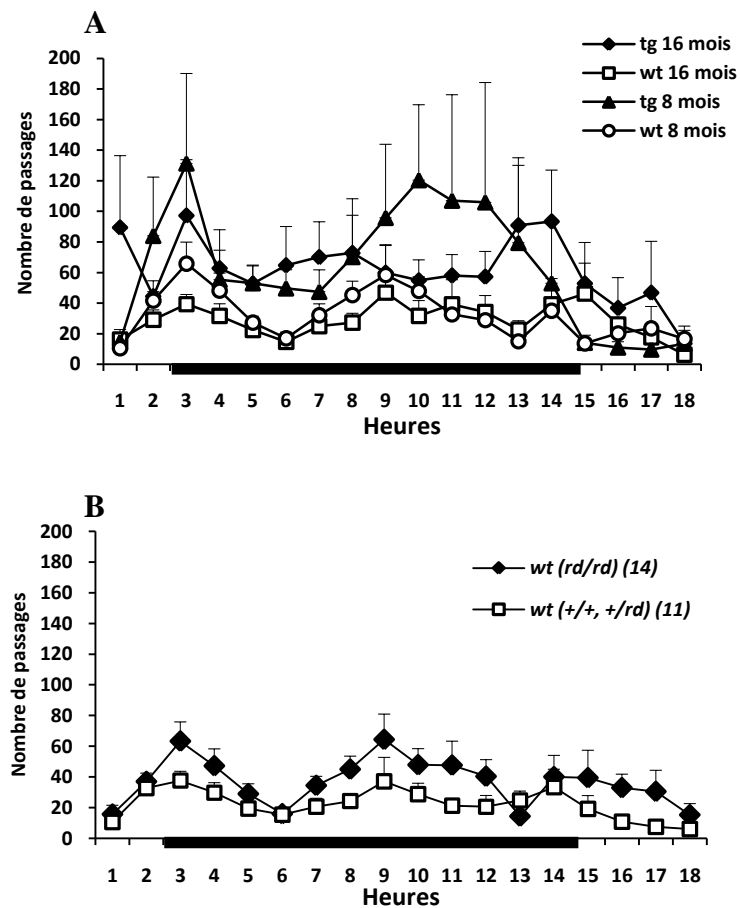 A
tg 16 mois
wt 16 mois
tg 8 mois
wt 8 mois
Nombre de passages
200
180
160
140
120
100
80
60
40
20
0
1 2 3 4 5 6 7 8 9 10 11 12 13 14 15 16 17 18
Heures
B
wt (rd/rd) (14)
wt (+/+, +/rd) (11)
Nombre de passages
200
180
160
140
120
100
80
60
40
20
0
1 2 3 4 5 6 7 8 9 10 11 12 13 14 15 16 17 18
Heures